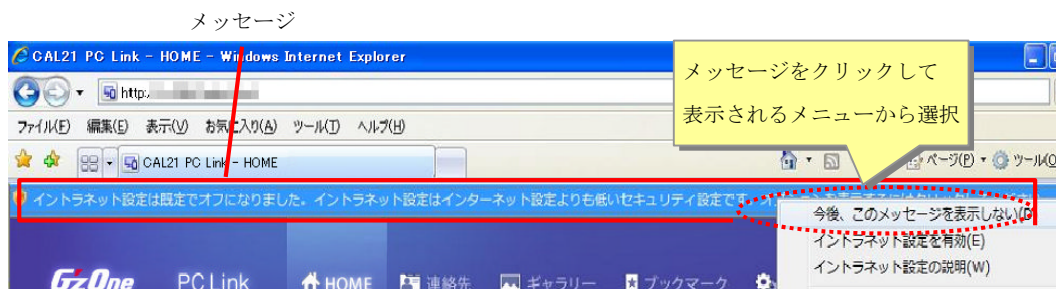 メッセージ
CAL21 PC Link - HOME - Windows Internet Explorer
メッセージをクリックして
表示されるメニューから選択
http:/
ファイル(F) 編集(E) 表示(V) お気に入り(A) ツール(T) ヘルプ(H)
CAL21 PC Link - HOME
ページ(P) ツール(O
イントラネット設定は既定でオフになりました。イントラネット設定はインターネット設定よりも低いセキュリティ設定です。
今後、このメッセージを表示しない(D
イントラネット設定を有効(E)
イントラネット設定の説明(W)
G'zOne PC Link HOME 連絡先 ギャラリー ブックマーク